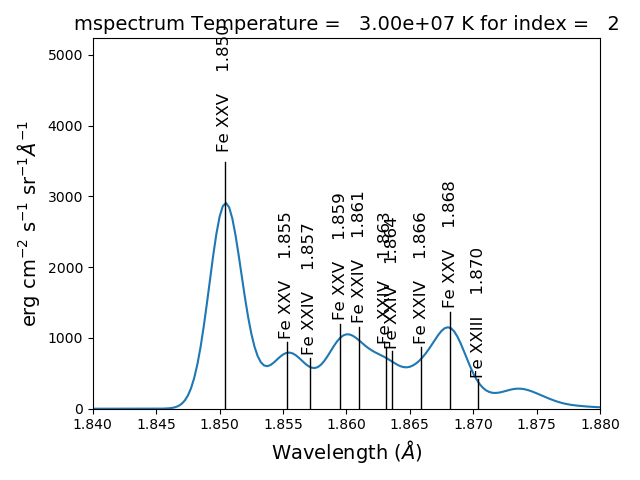 mspectrum Temperature =   3.00e+07 K for index =   2
erg cm⁻² s⁻¹ sr⁻¹ Å⁻¹
5000
4000
3000
2000
1000
0
Fe XXV    1.850
Fe XXV    1.855
Fe XXIV    1.857
Fe XXV    1.859
Fe XXIV    1.861
Fe XXIV    1.863
Fe XXIV    1.864
Fe XXIV    1.866
Fe XXV    1.868
Fe XXIII    1.870
1.840 1.845 1.850 1.855 1.860 1.865 1.870 1.875 1.880
Wavelength (Å)